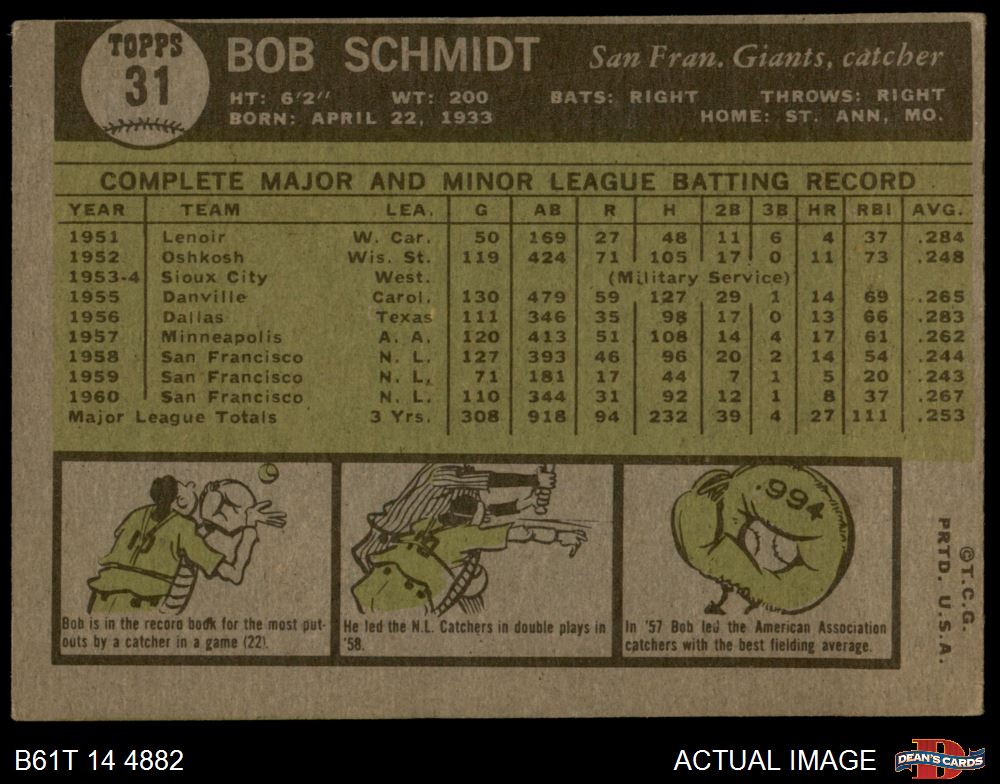 TOPPS
31
BOB SCHMIDT San Fran. Giants, catcher
HT: 6'2" WT: 200 BATS: RIGHT THROWS: RIGHT
BORN: APRIL 22, 1933 HOME: ST. ANN, MO.
COMPLETE MAJOR AND MINOR LEAGUE BATTING RECORD
YEAR TEAM LEA. G AB R H 2B 3B HR RBI AVG.
1951 Lenoir W. Car. 50 169 27 48 11 6 4 37 .284
1952 Oshkosh Wis. St. 119 424 71 105 17 0 11 73 .248
1953-4 Sioux City West. (Military Service)
1955 Danville Carol. 130 479 59 127 29 1 14 69 .265
1956 Dallas Texas 111 346 35 98 17 0 13 66 .283
1957 Minneapolis A. A. 120 413 51 108 14 4 17 61 .262
1958 San Francisco N. L. 127 393 46 96 20 2 14 54 .244
1959 San Francisco N. L. 71 181 17 44 7 1 5 20 .243
1960 San Francisco N. L. 110 344 31 92 12 1 8 37 .267
Major League Totals 3 Yrs. 308 918 94 232 39 4 27 111 .253
Bob is in the record book for the most put-
outs by a catcher in a game (22).
He led the N.L. Catchers in double plays in
'58.
.994
In '57 Bob led the American Association
catchers with the best fielding average.
©T.C.G.
PRTD. U.S.A.
B61T 14 4882
ACTUAL IMAGE
DEAN'S CARDS